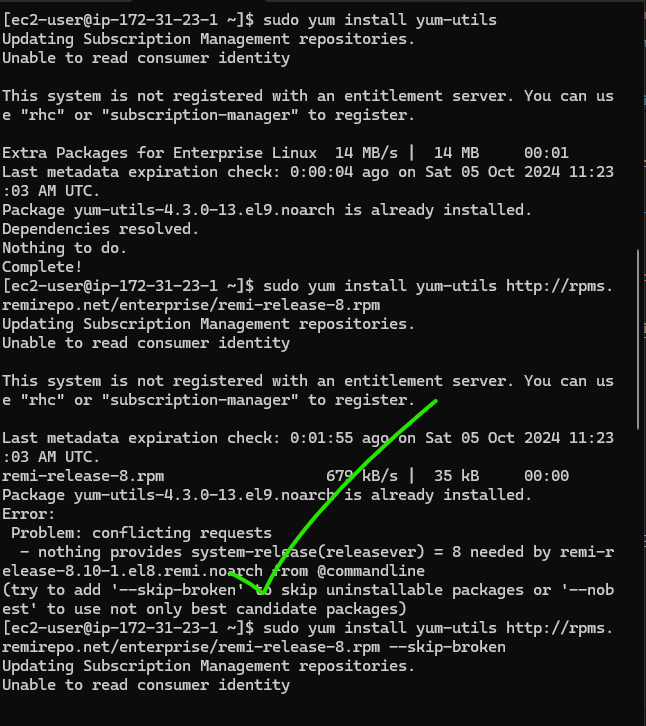 [ec2-user@ip-172-31-23-1 ~]$ sudo yum install yum-utils
Updating Subscription Management repositories.
Unable to read consumer identity
This system is not registered with an entitlement server. You can us
e "rhc" or "subscription-manager" to register.
Extra Packages for Enterprise Linux  14 MB/s |  14 MB     00:01
Last metadata expiration check: 0:00:04 ago on Sat 05 Oct 2024 11:23
:03 AM UTC.
Package yum-utils-4.3.0-13.el9.noarch is already installed.
Dependencies resolved.
Nothing to do.
Complete!
[ec2-user@ip-172-31-23-1 ~]$ sudo yum install yum-utils http://rpms.
remirepo.net/enterprise/remi-release-8.rpm
Updating Subscription Management repositories.
Unable to read consumer identity
This system is not registered with an entitlement server. You can us
e "rhc" or "subscription-manager" to register.
Last metadata expiration check: 0:01:55 ago on Sat 05 Oct 2024 11:23
:03 AM UTC.
remi-release-8.rpm                  679 kB/s |  35 kB     00:00
Package yum-utils-4.3.0-13.el9.noarch is already installed.
Error:
 Problem: conflicting requests
  - nothing provides system-release(releasever) = 8 needed by remi-r
elease-8.10-1.el8.remi.noarch from @commandline
(try to add '--skip-broken' to skip uninstallable packages or '--nob
est' to use not only best candidate packages)
[ec2-user@ip-172-31-23-1 ~]$ sudo yum install yum-utils http://rpms.
remirepo.net/enterprise/remi-release-8.rpm --skip-broken
Updating Subscription Management repositories.
Unable to read consumer identity